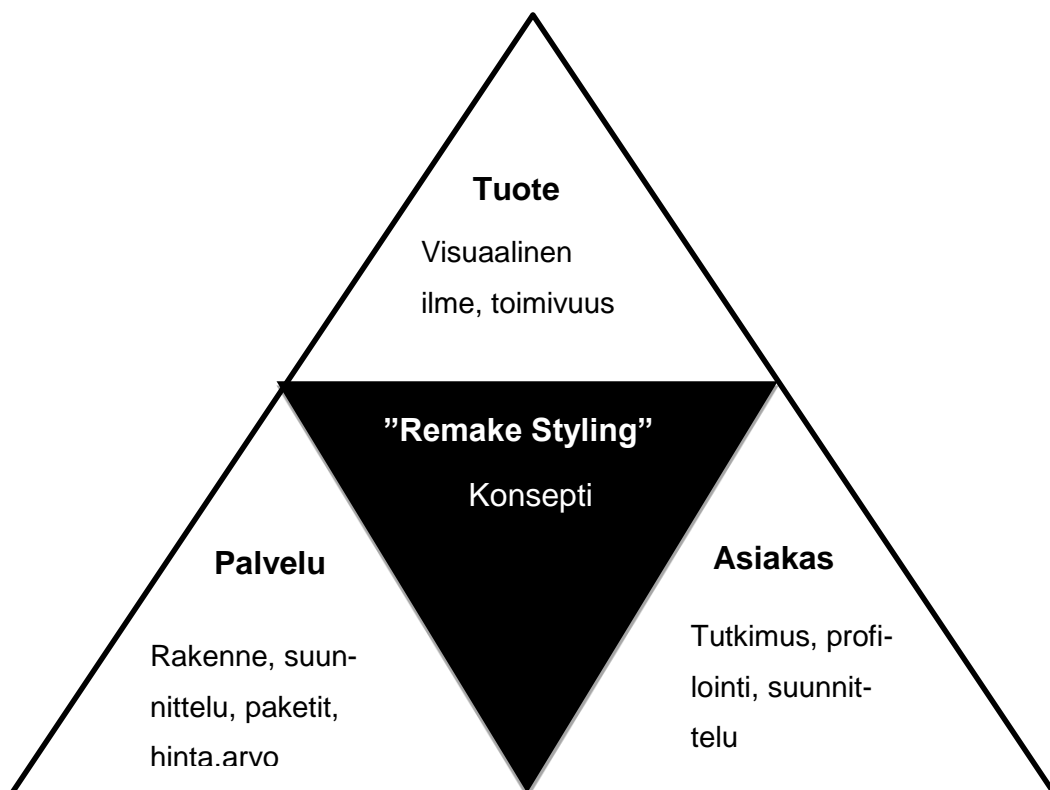 Tuote
Visuaalinen
ilme, toimivuus
”Remake Styling”
Konsepti
Palvelu
Rakenne, suun-
nittelu, paketit,
hinta.arvo
Asiakas
Tutkimus, profi-
lointi, suunnit-
telu